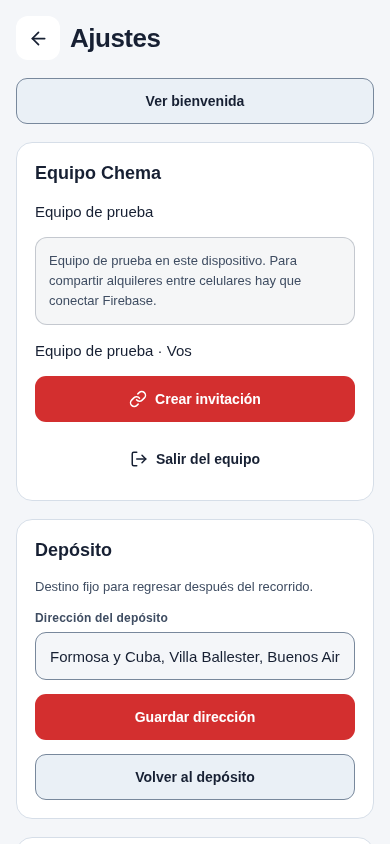 Ajustes
Ver bienvenida
Equipo Chema
Equipo de prueba
Equipo de prueba en este dispositivo. Para
compartir alquileres entre celulares hay que
conectar Firebase.
Equipo de prueba · Vos
Crear invitación
Salir del equipo
Depósito
Destino fijo para regresar después del recorrido.
Dirección del depósito
Formosa y Cuba, Villa Ballester, Buenos Air
Guardar dirección
Volver al depósito